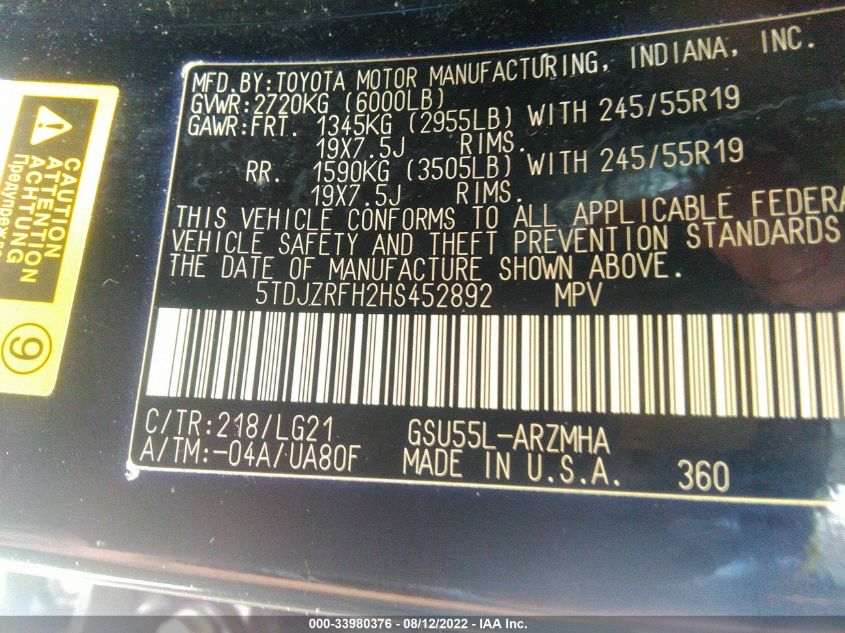 MFD.BY:TOYOTA MOTOR MANUFACTURING, INDIANA, INC.
GVWR:2720KG (6000LB)
GAWR:FRT. 1345KG (2955LB) WITH 245/55R19
19X7.5J RIMS.
RR. 1590KG (3505LB) WITH 245/55R19
19X7.5J RIMS.
THIS VEHICLE CONFORMS TO ALL APPLICABLE FEDERA
VEHICLE SAFETY AND THEFT PREVENTION STANDARDS
THE DATE OF MANUFACTURE SHOWN ABOVE.
5TDJZRFH2HS452892 MPV
C/TR:218/LG21 GSU55L-ARZMHA
A/TM:-04A/UA80F MADE IN U.S.A. 360
CAUTION
ATTENTION
ACHTUNG
Предупреж
9
000-33980376 - 08/12/2022 - IAA Inc.